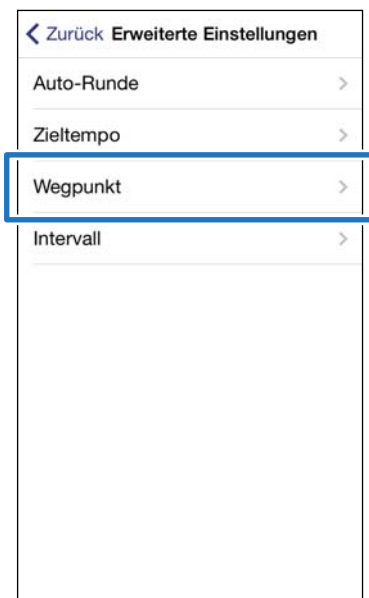 Zurück Erweiterte Einstellungen
Auto-Runde
Zieltempo
Wegpunkt
Intervall